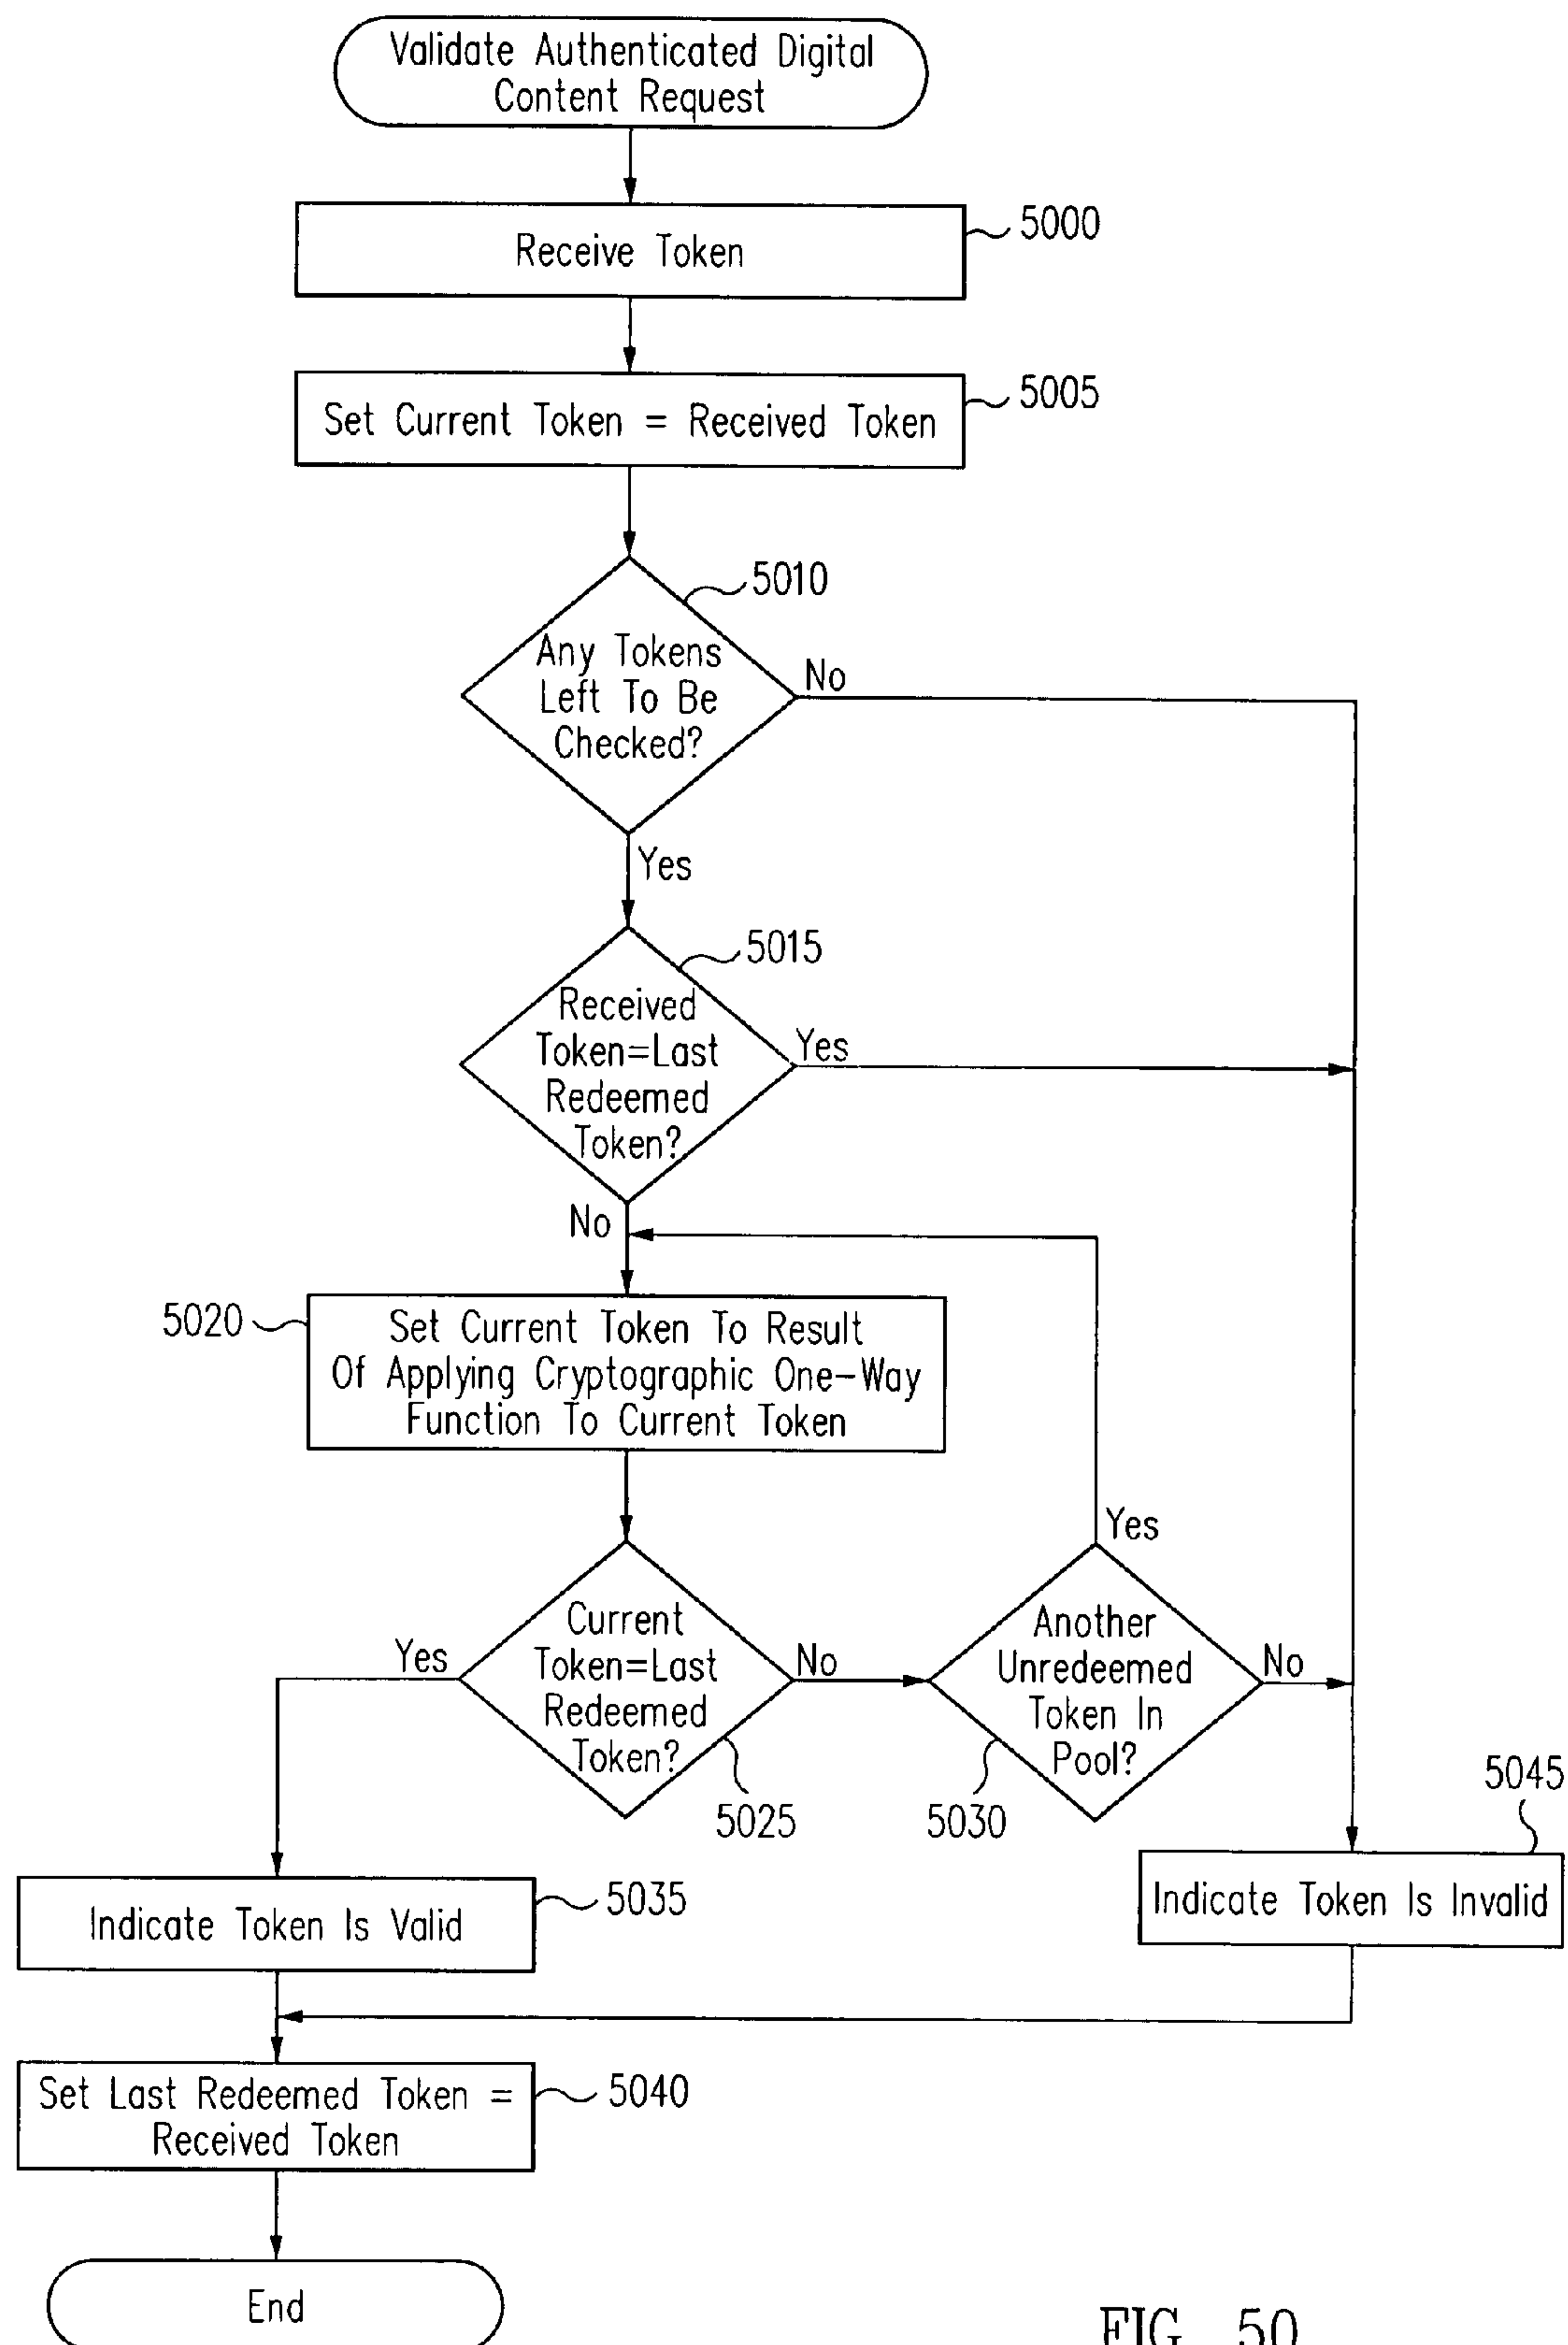 Validate Authenticated Digital
Content Request
Receive Token
5000
Set Current Token = Received Token
5005
5010
Any Tokens
Left To Be
Checked?
No
Yes
5015
Received
Token=Last
Redeemed
Token?
Yes
No
5020
Set Current Token To Result
Of Applying Cryptographic One-Way
Function To Current Token
Yes
Current
Token=Last
Redeemed
Token?
Yes
No
5025
Another
Unredeemed
Token In
Pool?
No
5030
5045
Indicate Token Is Valid
5035
Indicate Token Is Invalid
Set Last Redeemed Token =
Received Token
5040
End
FIG. 50